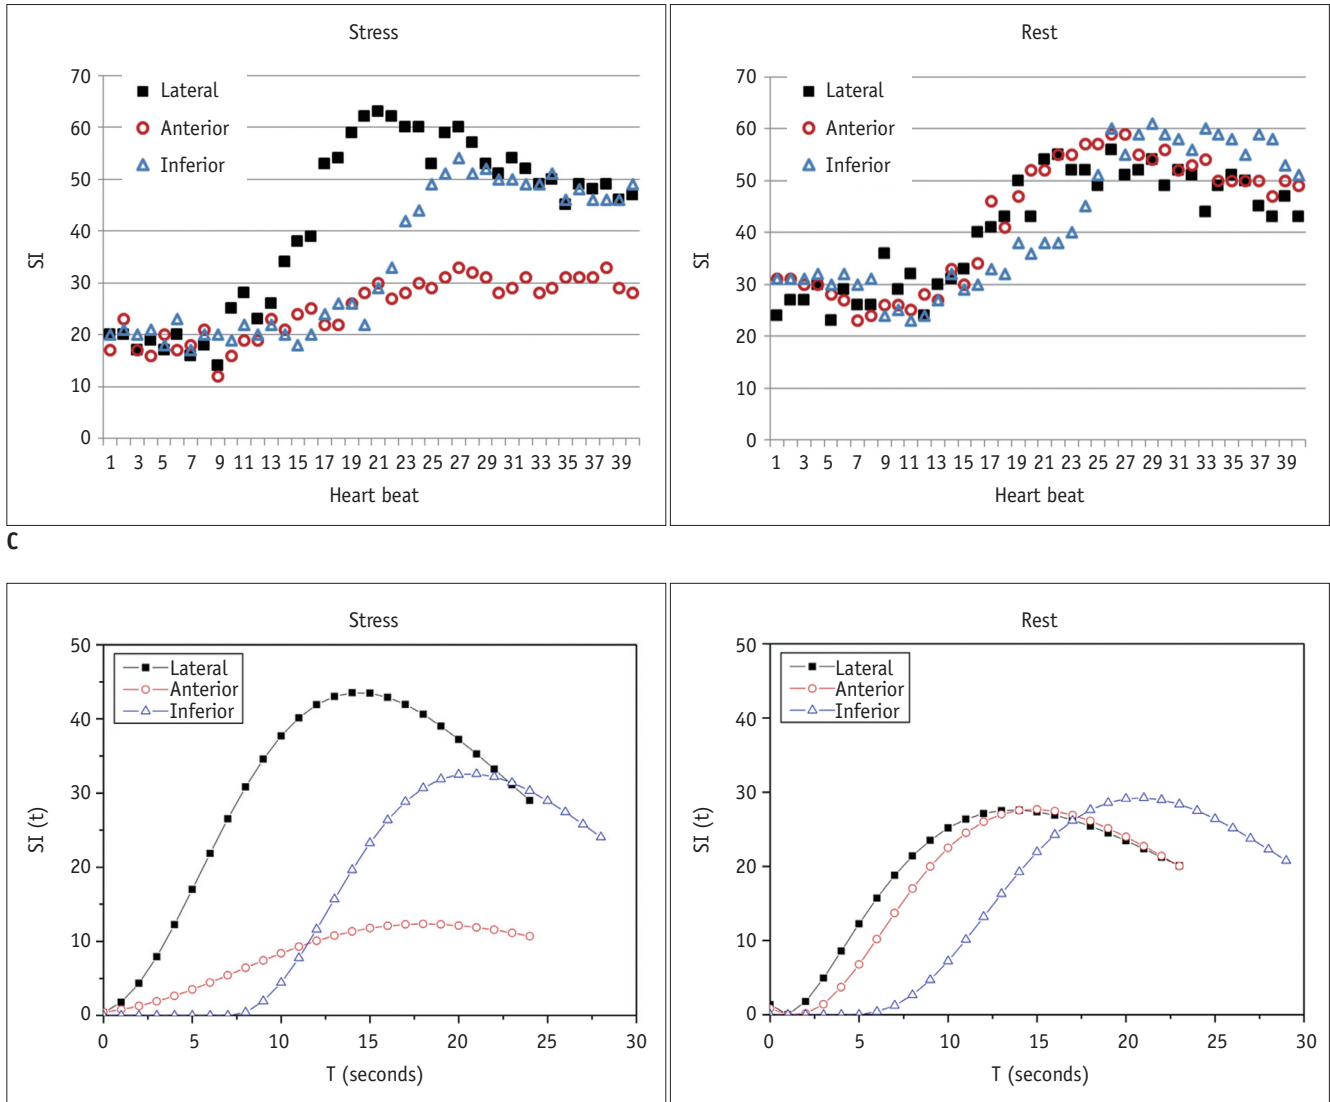 Stress
70
60
50
40
30
20
10
0
SI
Lateral
Anterior
Inferior
1 3 5 7 9 11 13 15 17 19 21 23 25 27 29 31 33 35 37 39
Heart beat
Rest
70
60
50
40
30
20
10
0
SI
Lateral
Anterior
Inferior
1 3 5 7 9 11 13 15 17 19 21 23 25 27 29 31 33 35 37 39
Heart beat
C
Stress
50
40
30
20
10
0
SI (t)
Lateral
Anterior
Inferior
0 5 10 15 20 25 30
T (seconds)
Rest
50
40
30
20
10
0
SI (t)
Lateral
Anterior
Inferior
0 5 10 15 20 25 30
T (seconds)